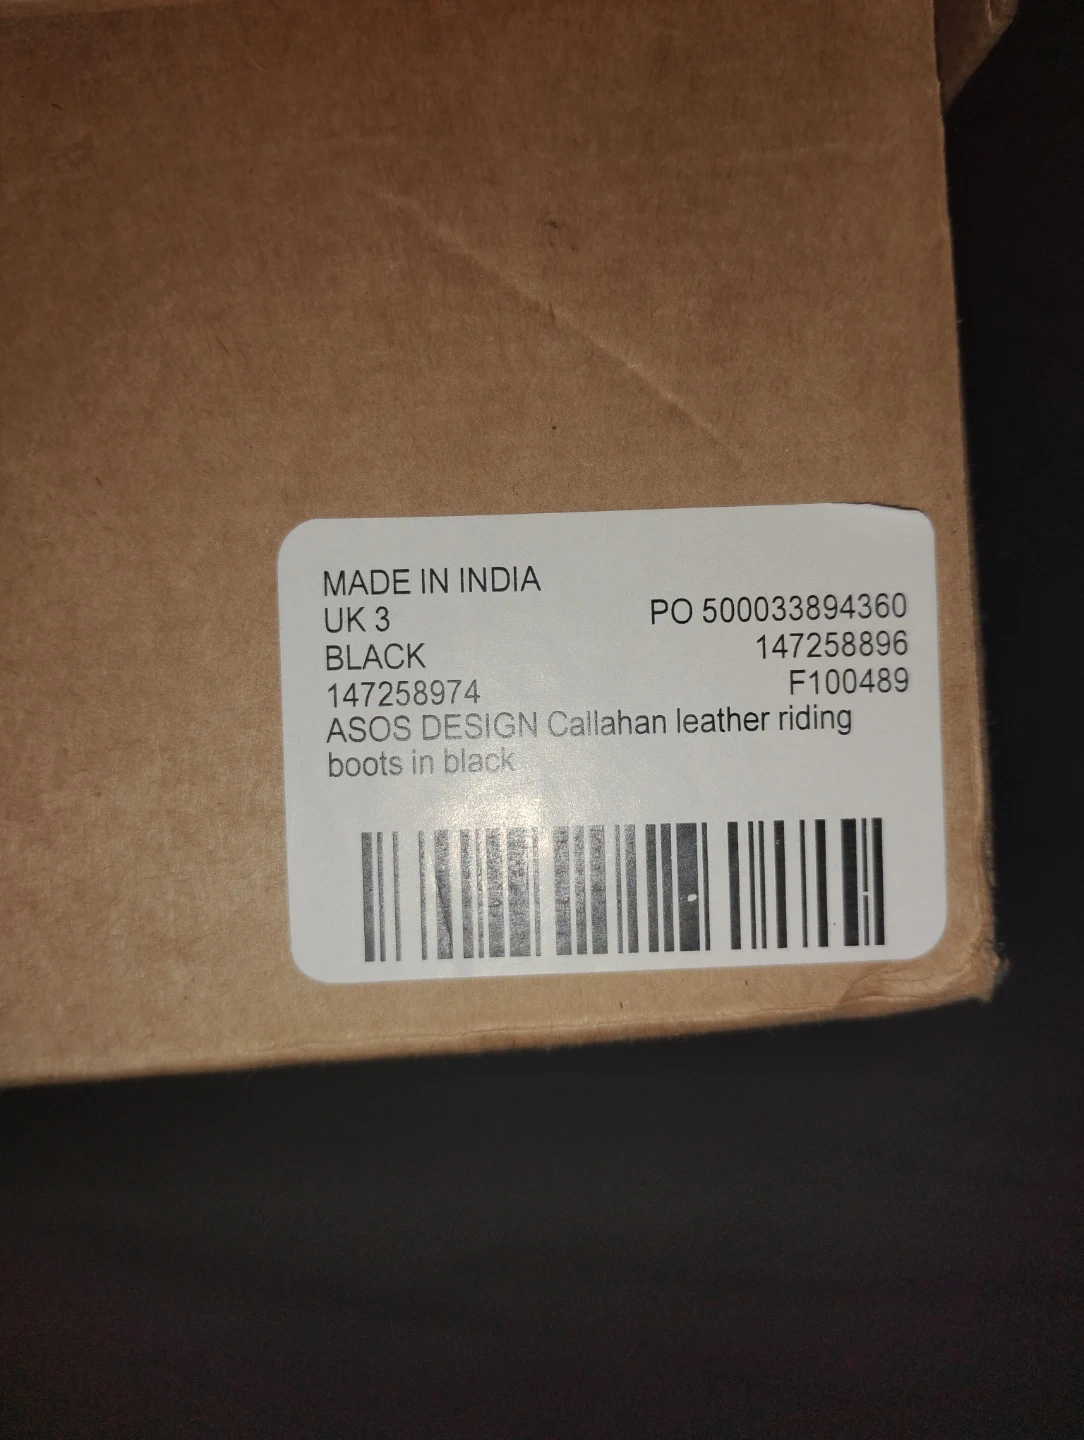 MADE IN INDIA
UK 3
PO 500033894360
BLACK
147258896
147258974
F100489
ASOS DESIGN Callahan leather riding
boots in black